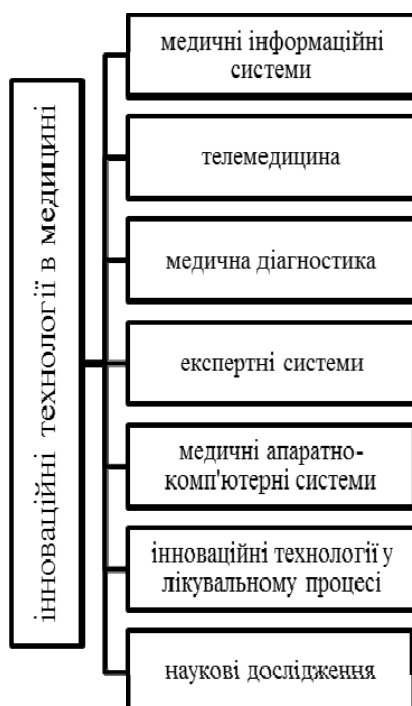 інноваційні технології в медицині
медичні інформаційні
системи
телемедицина
медична діагностика
експертні системи
медичні апаратно-
комп'ютерні системи
інноваційні технології у
лікувальному процесі
наукові дослідження